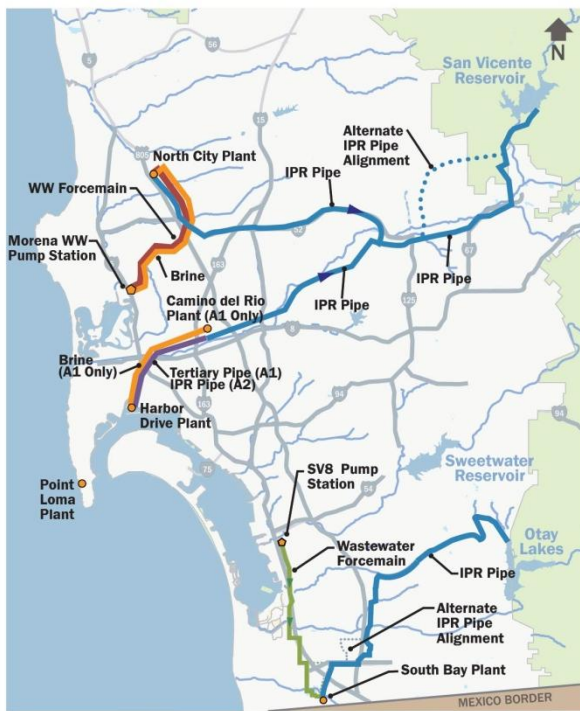 5
56
15
N
San Vicente
Reservoir
805
North City Plant
Alternate
IPR Pipe
Alignment
IPR Pipe
WW Forcemain
52
67
Morena WW
Pump Station
Brine
163
IPR Pipe
IPR Pipe
Camino del Rio
Plant (A1 Only)
125
8
Brine
(A1 Only)
Tertiary Pipe (A1)
IPR Pipe (A2)
94
163
Harbor
Drive Plant
94
75
SV8 Pump
Station
54
Sweetwater
Reservoir
Point
Loma
Plant
Otay
Lakes
Wastewater
Forcemain
IPR Pipe
Alternate
IPR Pipe
Alignment
South Bay Plant
MEXICO BORDER